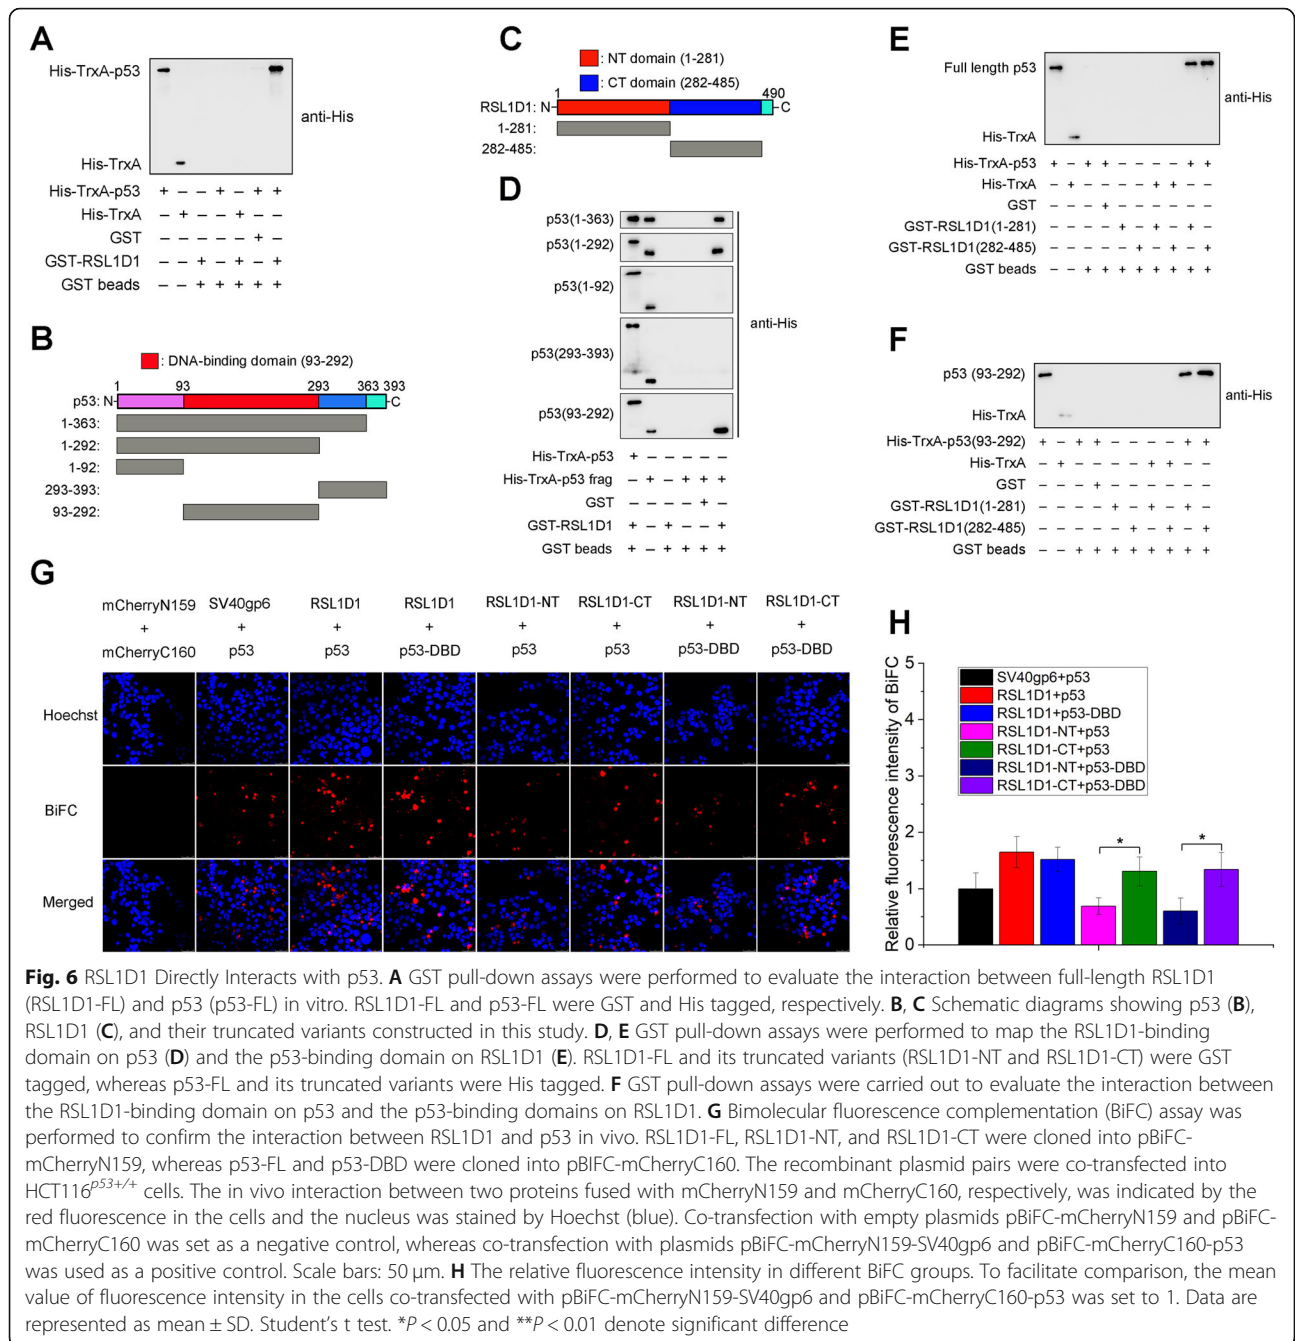 A
His-TrxA-p53
anti-His
His-TrxA
His-TrxA-p53 + − − + − + +
His-TrxA − + − − + − −
GST − − − − − + −
GST-RSL1D1 − − + − + − +
GST beads − − + + + + +
B
: DNA-binding domain (93-292)
1 93 293 363 393
p53: N C
1-363:
1-292:
1-92:
293-393:
93-292:
C
: NT domain (1-281)
: CT domain (282-485)
1 490
RSL1D1: N C
1-281:
282-485:
D
p53(1-363)
p53(1-292)
p53(1-92)
anti-His
p53(293-393)
p53(93-292)
His-TrxA-p53 + − − − − −
His-TrxA-p53 frag − + − + + +
GST − − − − + −
GST-RSL1D1 + − + − − +
GST beads + − + + + +
E
Full length p53
anti-His
His-TrxA
His-TrxA-p53 + − + + − − − − + +
His-TrxA − + − − − − + + − −
GST − − − + − − − − − −
GST-RSL1D1(1-281) − − − − + − + − + −
GST-RSL1D1(282-485) − − − − − + − + − +
GST beads − − + + + + + + + +
F
p53 (93-292)
anti-His
His-TrxA
His-TrxA-p53(93-292) + − + + − − − − + +
His-TrxA − + − − − − + + − −
GST − − − + − − − − − −
GST-RSL1D1(1-281) − − − − + − + − + −
GST-RSL1D1(282-485) − − − − − + − + − +
GST beads − − + + + + + + + +
G
mCherryN159 SV40gp6 RSL1D1 RSL1D1 RSL1D1-NT RSL1D1-CT RSL1D1-NT RSL1D1-CT
+ + + + + + + +
mCherryC160 p53 p53 p53-DBD p53 p53 p53-DBD p53-DBD
Hoechst
BiFC
Merged
H
Relative fluorescence intensity of BiFC
5
4
3
2
1
0
SV40gp6+p53
RSL1D1+p53
RSL1D1+p53-DBD
RSL1D1-NT+p53
RSL1D1-CT+p53
RSL1D1-NT+p53-DBD
RSL1D1-CT+p53-DBD
* *
Fig. 6 RSL1D1 Directly Interacts with p53. A GST pull-down assays were performed to evaluate the interaction between full-length RSL1D1
(RSL1D1-FL) and p53 (p53-FL) in vitro. RSL1D1-FL and p53-FL were GST and His tagged, respectively. B, C Schematic diagrams showing p53 (B),
RSL1D1 (C), and their truncated variants constructed in this study. D, E GST pull-down assays were performed to map the RSL1D1-binding
domain on p53 (D) and the p53-binding domain on RSL1D1 (E). RSL1D1-FL and its truncated variants (RSL1D1-NT and RSL1D1-CT) were GST
tagged, whereas p53-FL and its truncated variants were His tagged. F GST pull-down assays were carried out to evaluate the interaction between
the RSL1D1-binding domain on p53 and the p53-binding domains on RSL1D1. G Bimolecular fluorescence complementation (BiFC) assay was
performed to confirm the interaction between RSL1D1 and p53 in vivo. RSL1D1-FL, RSL1D1-NT, and RSL1D1-CT were cloned into pBiFC-
mCherryN159, whereas p53-FL and p53-DBD were cloned into pBIFC-mCherryC160. The recombinant plasmid pairs were co-transfected into
HCT116p53+/+ cells. The in vivo interaction between two proteins fused with mCherryN159 and mCherryC160, respectively, was indicated by the
red fluorescence in the cells and the nucleus was stained by Hoechst (blue). Co-transfection with empty plasmids pBiFC-mCherryN159 and pBiFC-
mCherryC160 was set as a negative control, whereas co-transfection with plasmids pBiFC-mCherryN159-SV40gp6 and pBiFC-mCherryC160-p53
was used as a positive control. Scale bars: 50 μm. H The relative fluorescence intensity in different BiFC groups. To facilitate comparison, the mean
value of fluorescence intensity in the cells co-transfected with pBiFC-mCherryN159-SV40gp6 and pBiFC-mCherryC160-p53 was set to 1. Data are
represented as mean ± SD. Student's t test. *P < 0.05 and **P < 0.01 denote significant difference